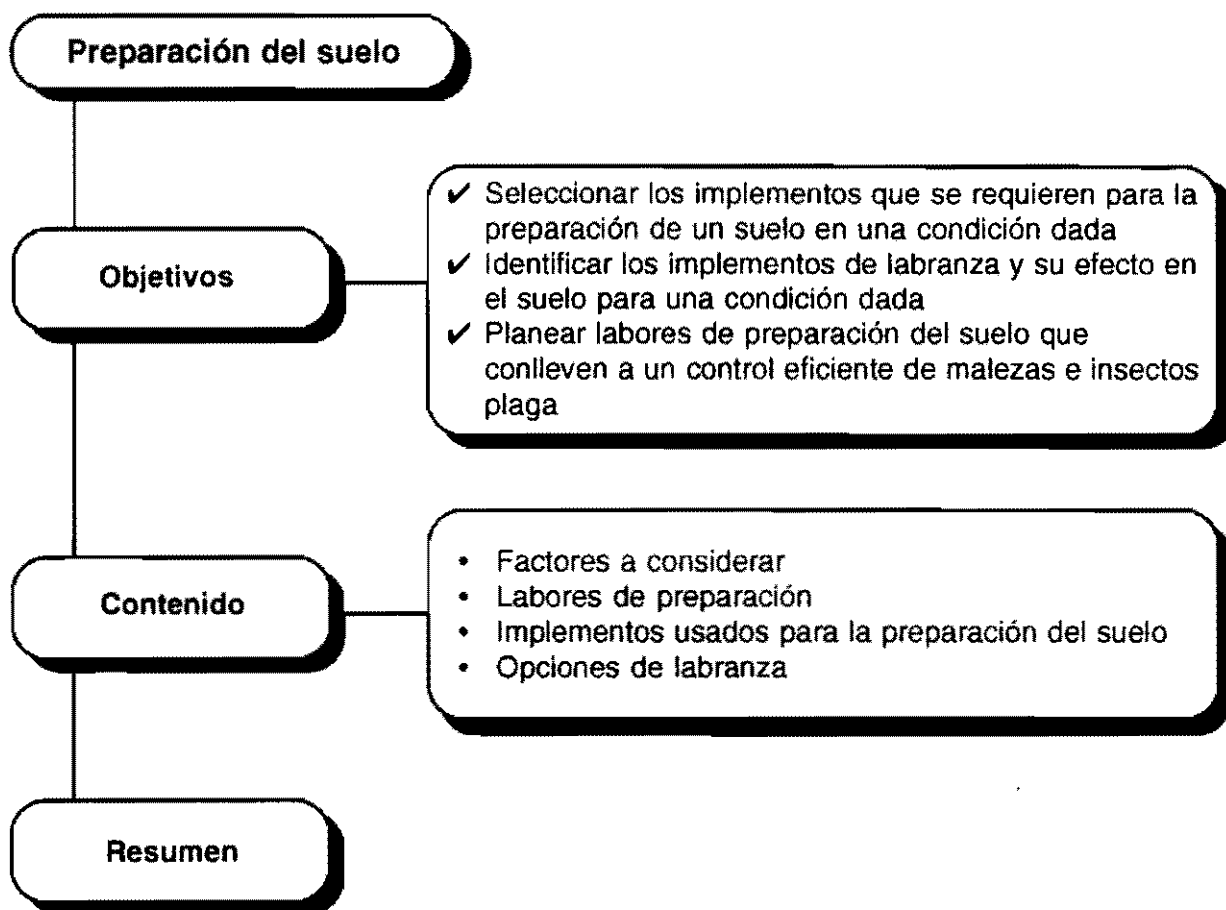 Preparación del suelo
✔ Seleccionar los implementos que se requieren para la
preparación de un suelo en una condición dada
Objetivos
✔ Identificar los implementos de labranza y su efecto en
el suelo para una condición dada
✔ Planear labores de preparación del suelo que
conlleven a un control eficiente de malezas e insectos
plaga
Contenido
• Factores a considerar
• Labores de preparación
• Implementos usados para la preparación del suelo
• Opciones de labranza
Resumen